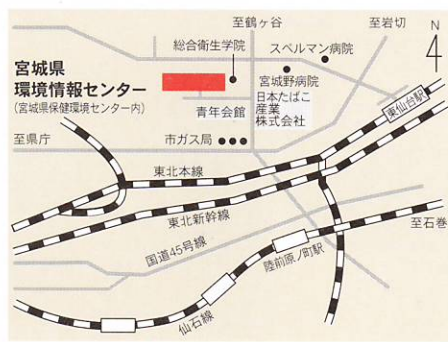 至鶴ヶ谷
至岩切
N
4
総合衛生学院
スペルマン病院
宮城県
環境情報センター
(宮城県保健環境センター内)
宮城野病院
東仙台駅
青年会館
日本たばこ
産業
株式会社
至県庁
市ガス局
東北本線
東北新幹線
至石巻
国道45号線
陸前原ノ町駅
仙石線